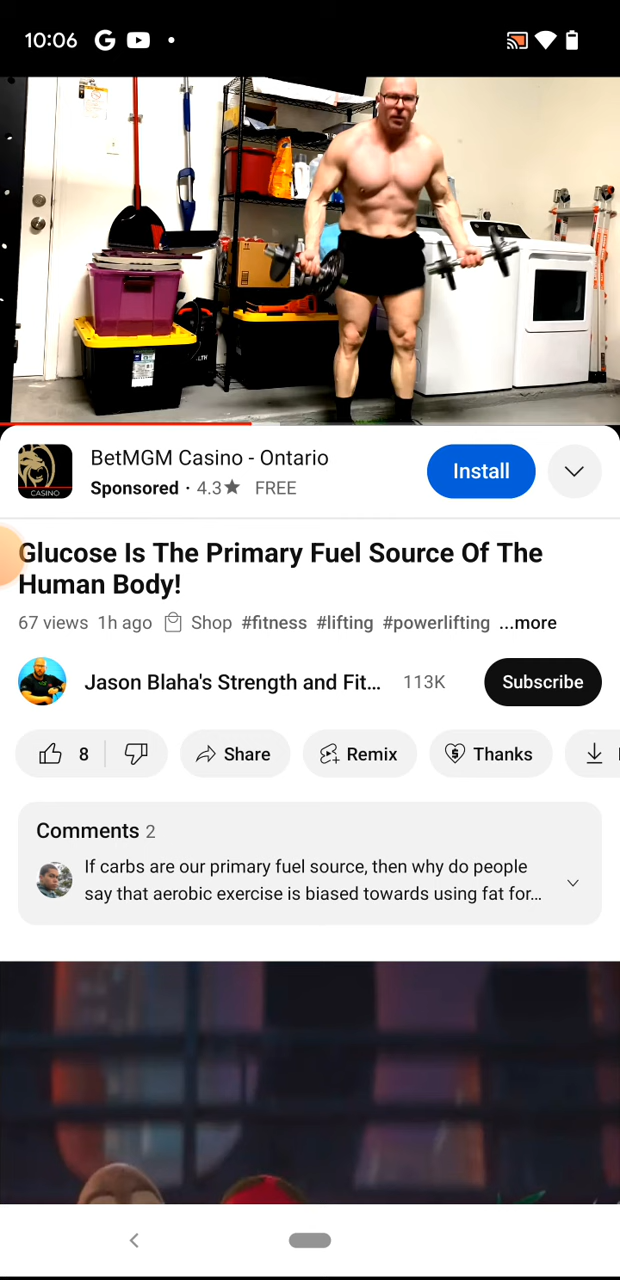 10:06
CASINO
BetMGM Casino - Ontario
Sponsored · 4.3★ FREE
Install
Glucose Is The Primary Fuel Source Of The
Human Body!
67 views 1h ago Shop #fitness #lifting #powerlifting ...more
Jason Blaha's Strength and Fit... 113K
Subscribe
8
Share
Remix
Thanks
Comments 2
If carbs are our primary fuel source, then why do people
say that aerobic exercise is biased towards using fat for...